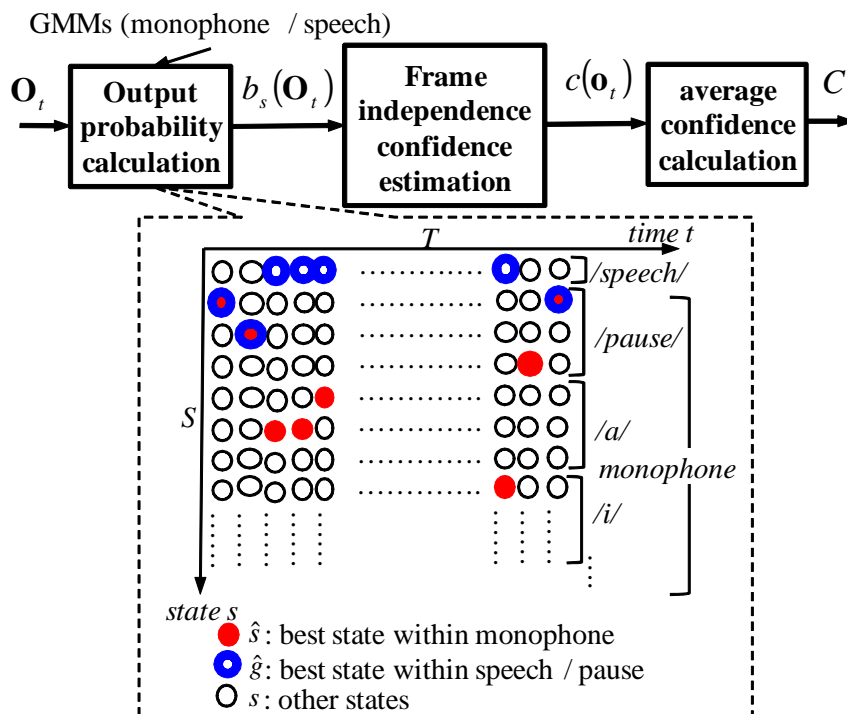 GMMs (monophone / speech)
O_t
Output
probability
calculation
b_s(O_t)
Frame
independence
confidence
estimation
c(o_t)
average
confidence
calculation
C
T
time t
/speech/
/pause/
S
/a/
monophone
/i/
state s
ŝ : best state within monophone
ĝ : best state within speech / pause
s : other states